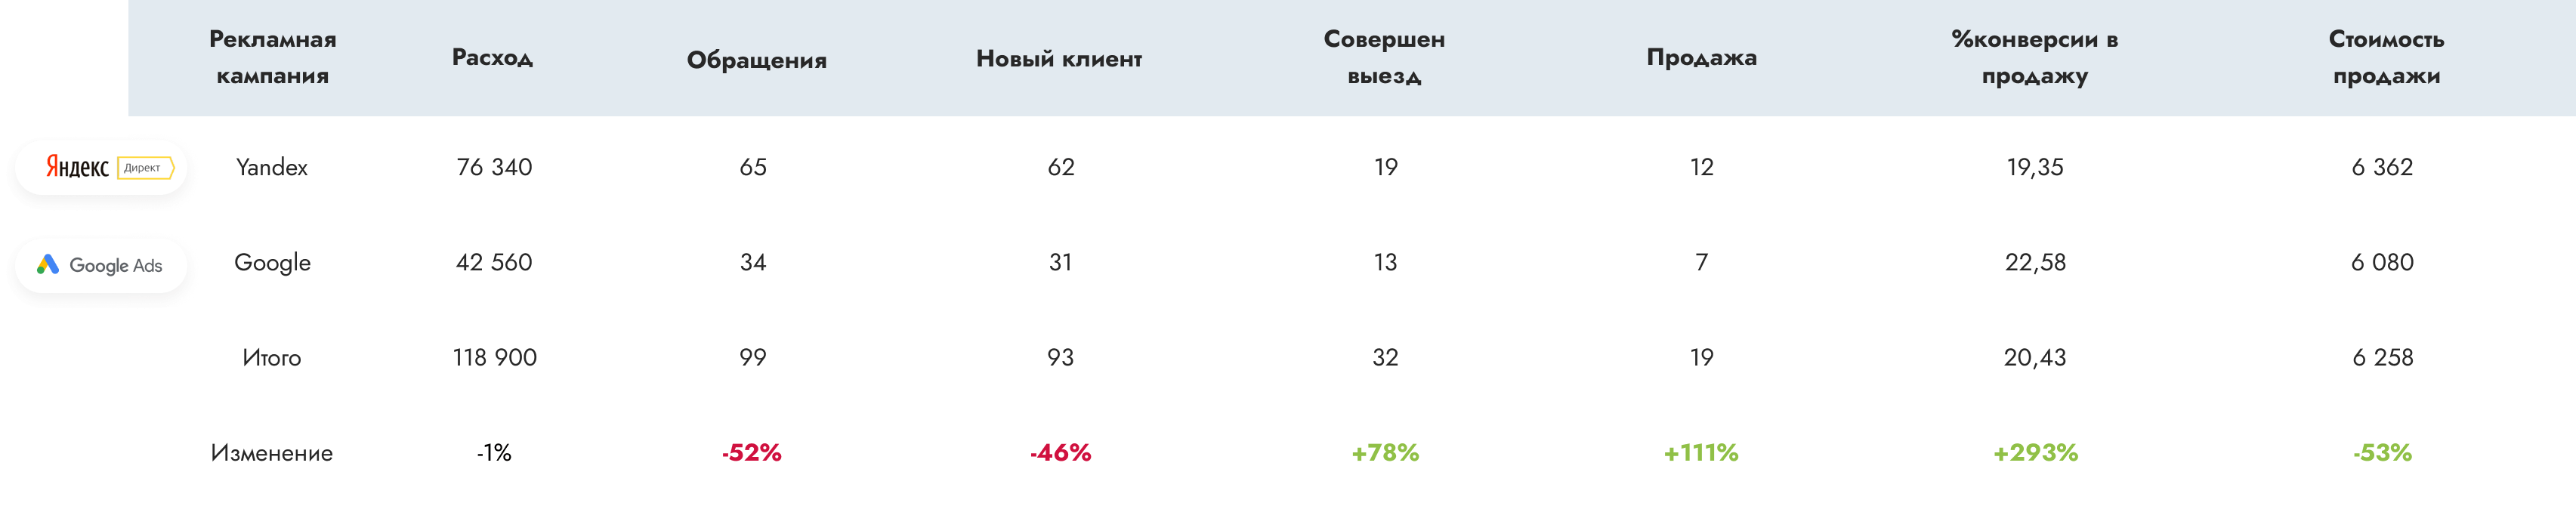 Рекламная кампания Расход Обращения Новый клиент Совершен выезд Продажа %конверсии в продажу Стоимость продажи
Яндекс Директ Yandex 76 340 65 62 19 12 19,35 6 362
Google Ads Google 42 560 34 31 13 7 22,58 6 080
Итого 118 900 99 93 32 19 20,43 6 258
Изменение -1% -52% -46% +78% +111% +293% -53%